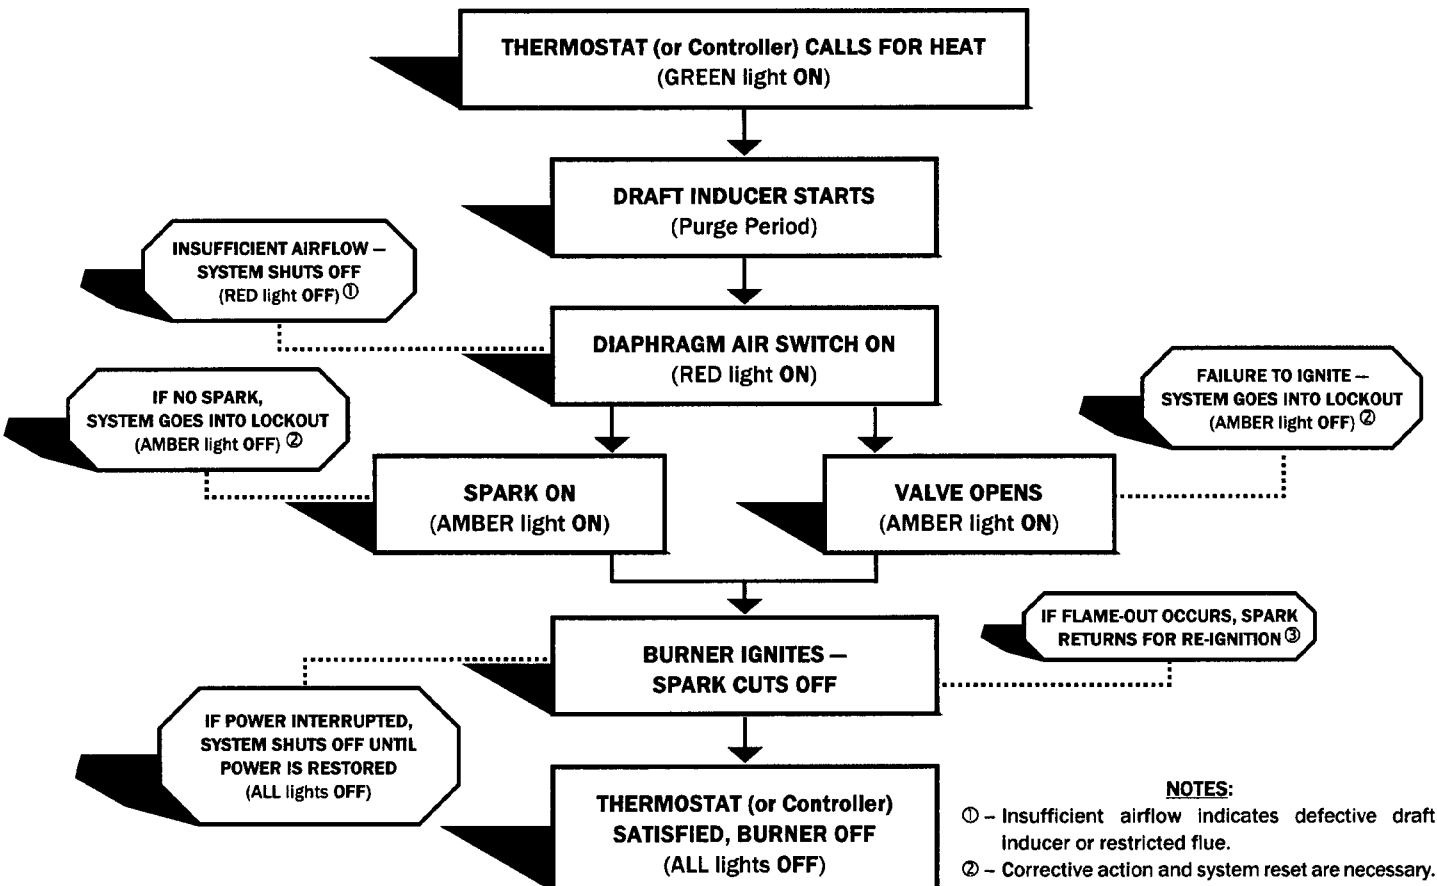 THERMOSTAT (or Controller) CALLS FOR HEAT
(GREEN light ON)
DRAFT INDUCER STARTS
(Purge Period)
INSUFFICIENT AIRFLOW –
SYSTEM SHUTS OFF
(RED light OFF) ①
DIAPHRAGM AIR SWITCH ON
(RED light ON)
IF NO SPARK,
SYSTEM GOES INTO LOCKOUT
(AMBER light OFF) ②
FAILURE TO IGNITE –
SYSTEM GOES INTO LOCKOUT
(AMBER light OFF) ②
SPARK ON
(AMBER light ON)
VALVE OPENS
(AMBER light ON)
IF FLAME-OUT OCCURS, SPARK
RETURNS FOR RE-IGNITION ③
BURNER IGNITES –
SPARK CUTS OFF
IF POWER INTERRUPTED,
SYSTEM SHUTS OFF UNTIL
POWER IS RESTORED
(ALL lights OFF)
THERMOSTAT (or Controller)
SATISFIED, BURNER OFF
(ALL lights OFF)
NOTES:
① – Insufficient airflow indicates defective draft
inducer or restricted flue.
② – Corrective action and system reset are necessary.